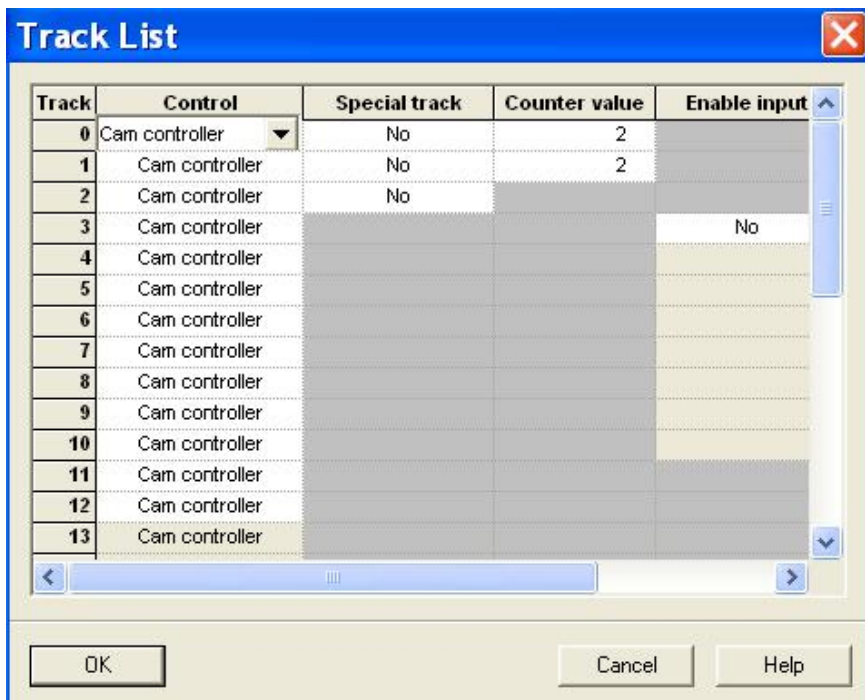 Track List
Track Control Special track Counter value Enable input
0 Cam controller No 2
1 Cam controller No 2
2 Cam controller No
3 Cam controller No
4 Cam controller
5 Cam controller
6 Cam controller
7 Cam controller
8 Cam controller
9 Cam controller
10 Cam controller
11 Cam controller
12 Cam controller
13 Cam controller
OK Cancel Help